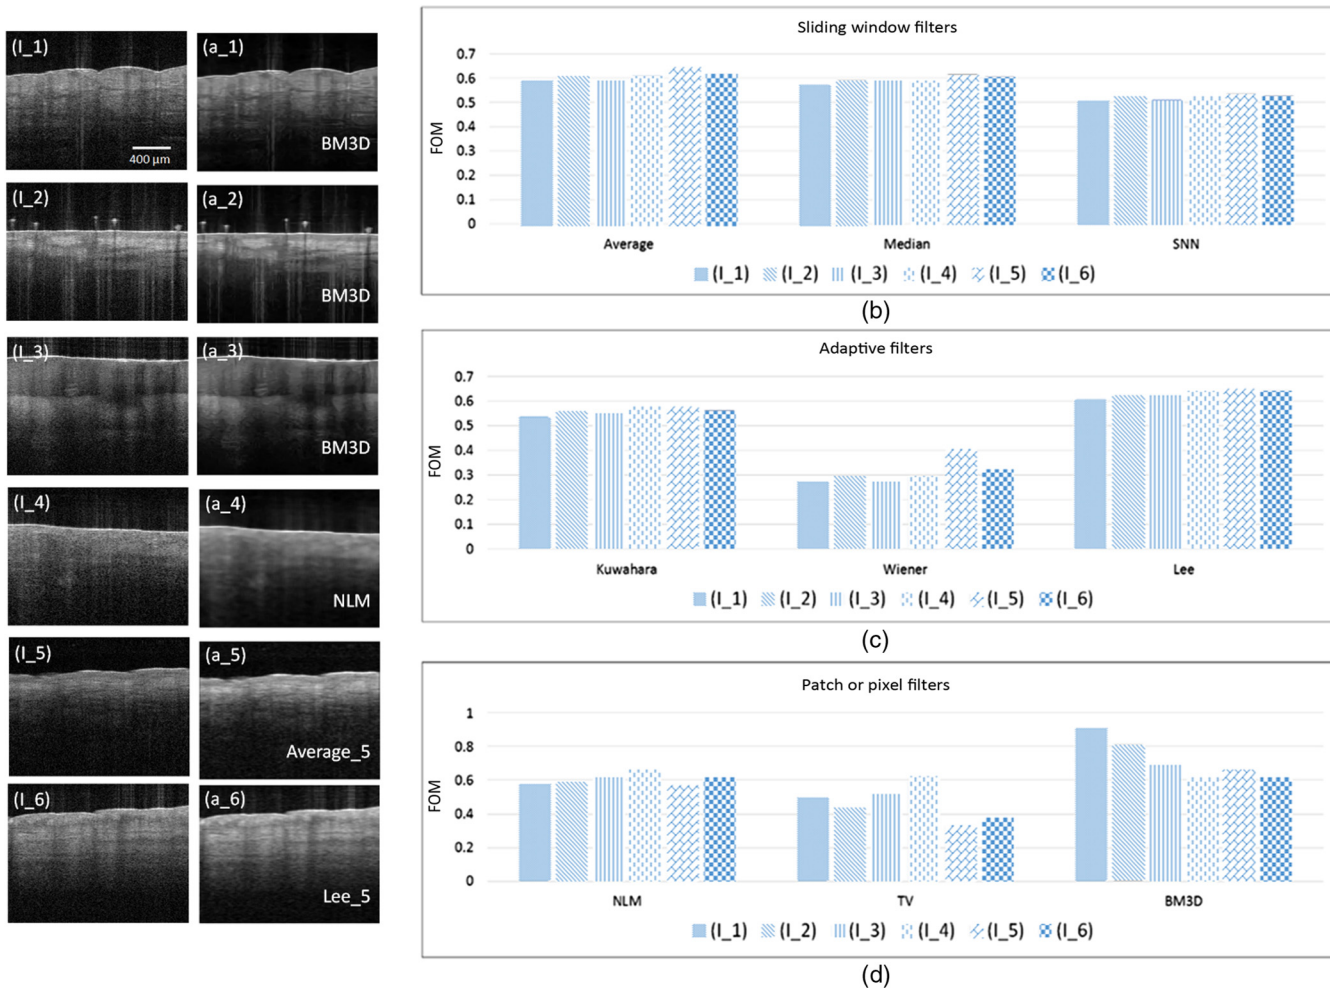 (I_1)
(a_1)
400 µm
BM3D
(I_2)
(a_2)
BM3D
(I_3)
(a_3)
BM3D
(I_4)
(a_4)
NLM
(I_5)
(a_5)
Average_5
(I_6)
(a_6)
Lee_5
Sliding window filters
FOM
0.7
0.6
0.5
0.4
0.3
0.2
0.1
0
Average Median SNN
(I_1) (I_2) (I_3) (I_4) (I_5) (I_6)
(b)
Adaptive filters
FOM
0.7
0.6
0.5
0.4
0.3
0.2
0.1
0
Kuwahara Wiener Lee
(I_1) (I_2) (I_3) (I_4) (I_5) (I_6)
(c)
Patch or pixel filters
FOM
1
0.8
0.6
0.4
0.2
0
NLM TV BM3D
(I_1) (I_2) (I_3) (I_4) (I_5) (I_6)
(d)